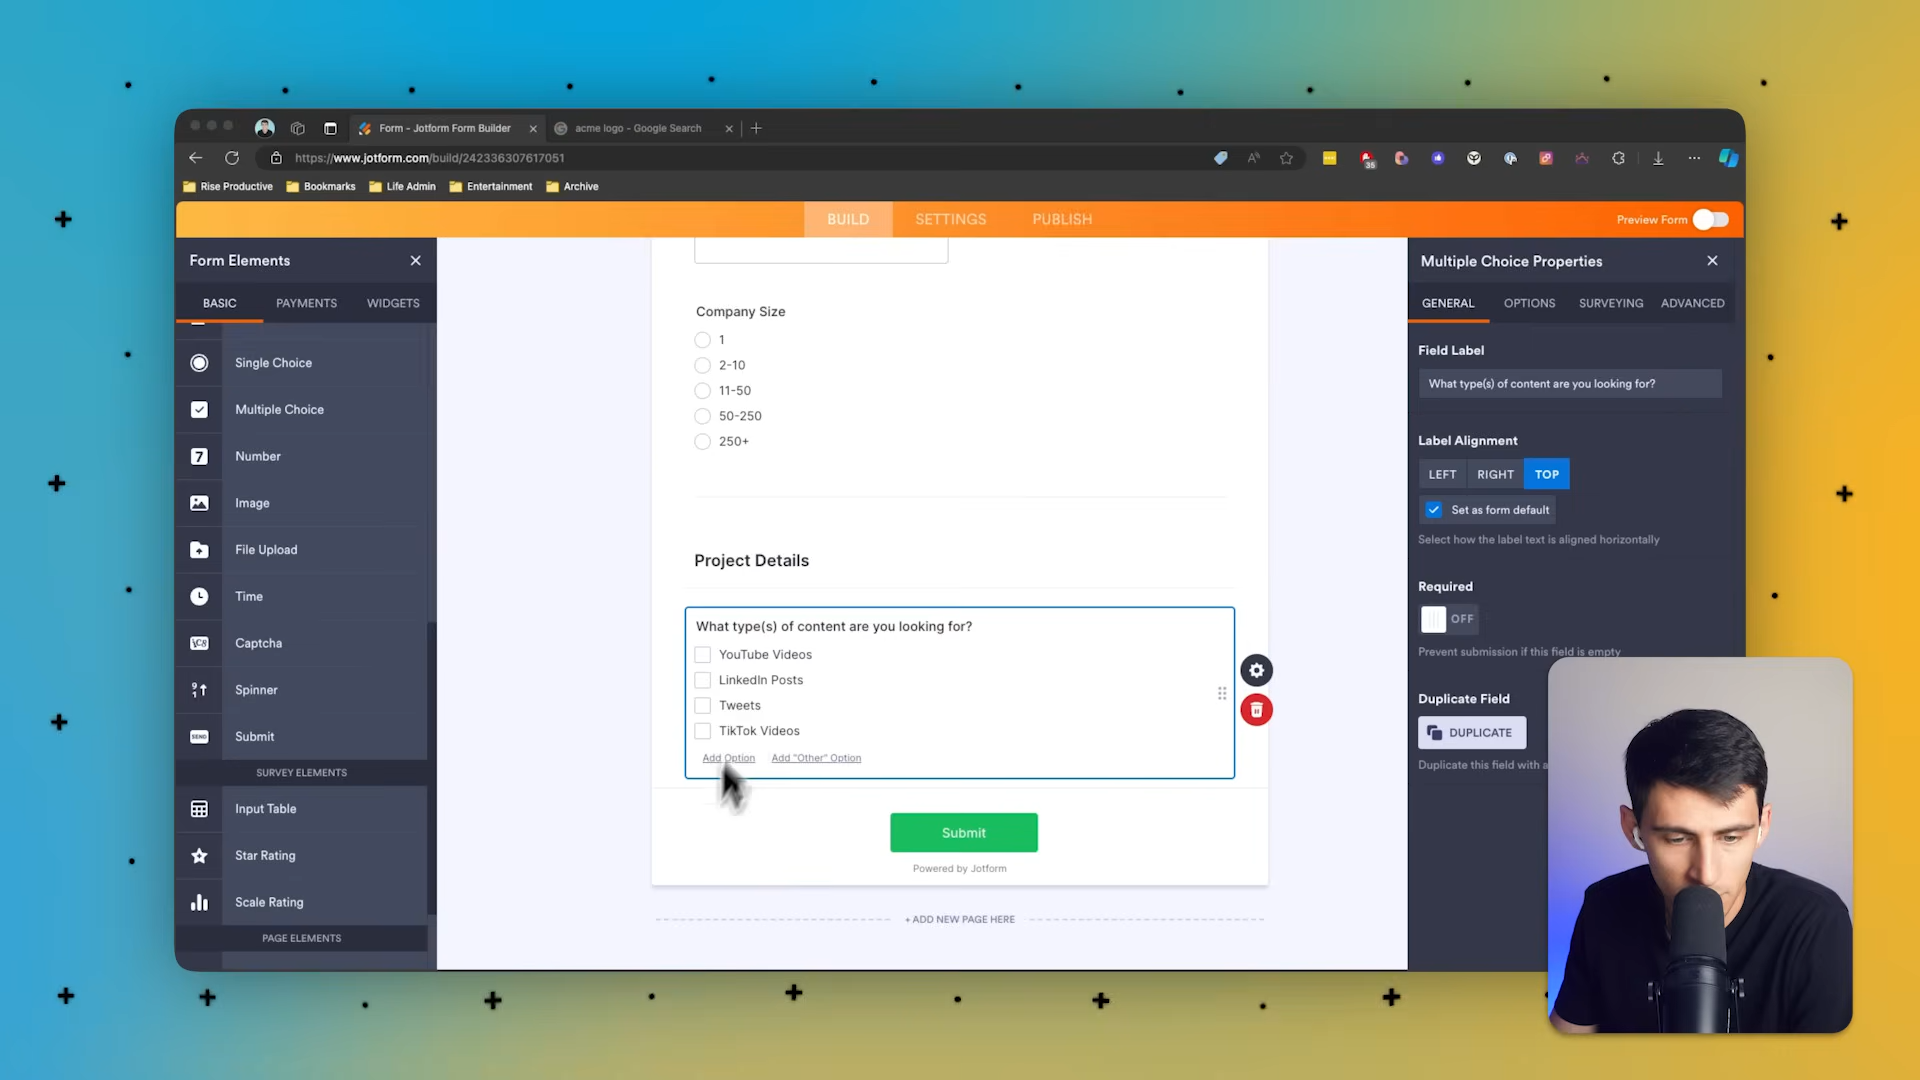 Form - Jotform Form Builder
acme logo - Google Search
https://www.jotform.com/build/242336307617051
35
Rise Productive
Bookmarks
Life Admin
Entertainment
Archive
BUILD
SETTINGS
PUBLISH
Preview Form
Form Elements
BASIC
PAYMENTS
WIDGETS
Single Choice
Multiple Choice
7
Number
Image
File Upload
Time
Captcha
9
1
Spinner
SEND
Submit
SURVEY ELEMENTS
Input Table
Star Rating
Scale Rating
PAGE ELEMENTS
Company Size
1
2-10
11-50
50-250
250+
Project Details
What type(s) of content are you looking for?
YouTube Videos
LinkedIn Posts
Tweets
TikTok Videos
Add Option
Add "Other" Option
Submit
Powered by Jotform
+ ADD NEW PAGE HERE
Multiple Choice Properties
GENERAL
OPTIONS
SURVEYING
ADVANCED
Field Label
What type(s) of content are you looking for?
Label Alignment
LEFT
RIGHT
TOP
Set as form default
Select how the label text is aligned horizontally
Required
OFF
Prevent submission if this field is empty
Duplicate Field
DUPLICATE
Duplicate this field with a